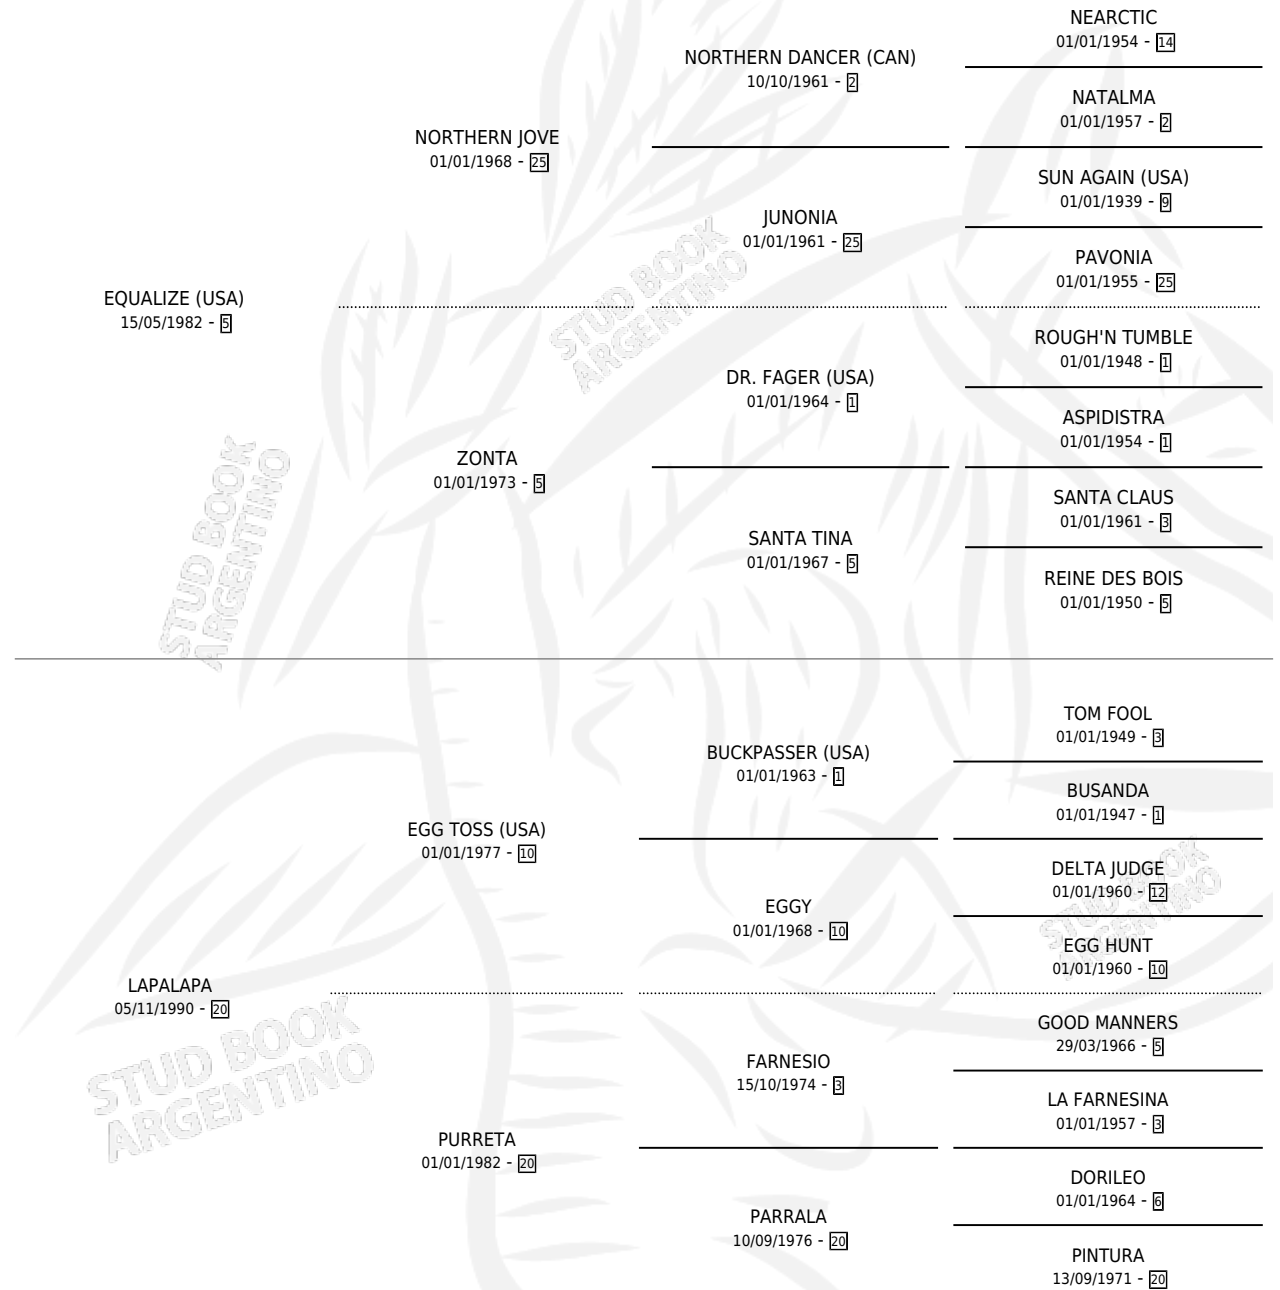 NEARCTIC
01/01/1954 - 14
NORTHERN DANCER (CAN)
10/10/1961 - 2
NATALMA
01/01/1957 - 2
NORTHERN JOVE
01/01/1968 - 25
SUN AGAIN (USA)
01/01/1939 - 9
JUNONIA
01/01/1961 - 25
PAVONIA
01/01/1955 - 25
STUD BOOK
ARGENTINO
EQUALIZE (USA)
15/05/1982 - 5
ROUGH'N TUMBLE
01/01/1948 - 1
DR. FAGER (USA)
01/01/1964 - 1
ASPIDISTRA
01/01/1954 - 1
ZONTA
01/01/1973 - 5
SANTA CLAUS
01/01/1961 - 3
SANTA TINA
01/01/1967 - 5
REINE DES BOIS
01/01/1950 - 5
STUD BOOK
ARGENTINO
TOM FOOL
01/01/1949 - 3
BUCKPASSER (USA)
01/01/1963 - 1
BUSANDA
01/01/1947 - 1
EGG TOSS (USA)
01/01/1977 - 10
DELTA JUDGE
01/01/1960 - 12
EGGY
01/01/1968 - 10
EGG HUNT
01/01/1960 - 10
STUD BOOK
ARGENTINO
LAPALAPA
05/11/1990 - 20
GOOD MANNERS
29/03/1966 - 5
FARNESIO
15/10/1974 - 3
LA FARNESINA
01/01/1957 - 3
STUD BOOK
ARGENTINO
PURRETA
01/01/1982 - 20
DORILEO
01/01/1964 - 6
PARRALA
10/09/1976 - 20
PINTURA
13/09/1971 - 20